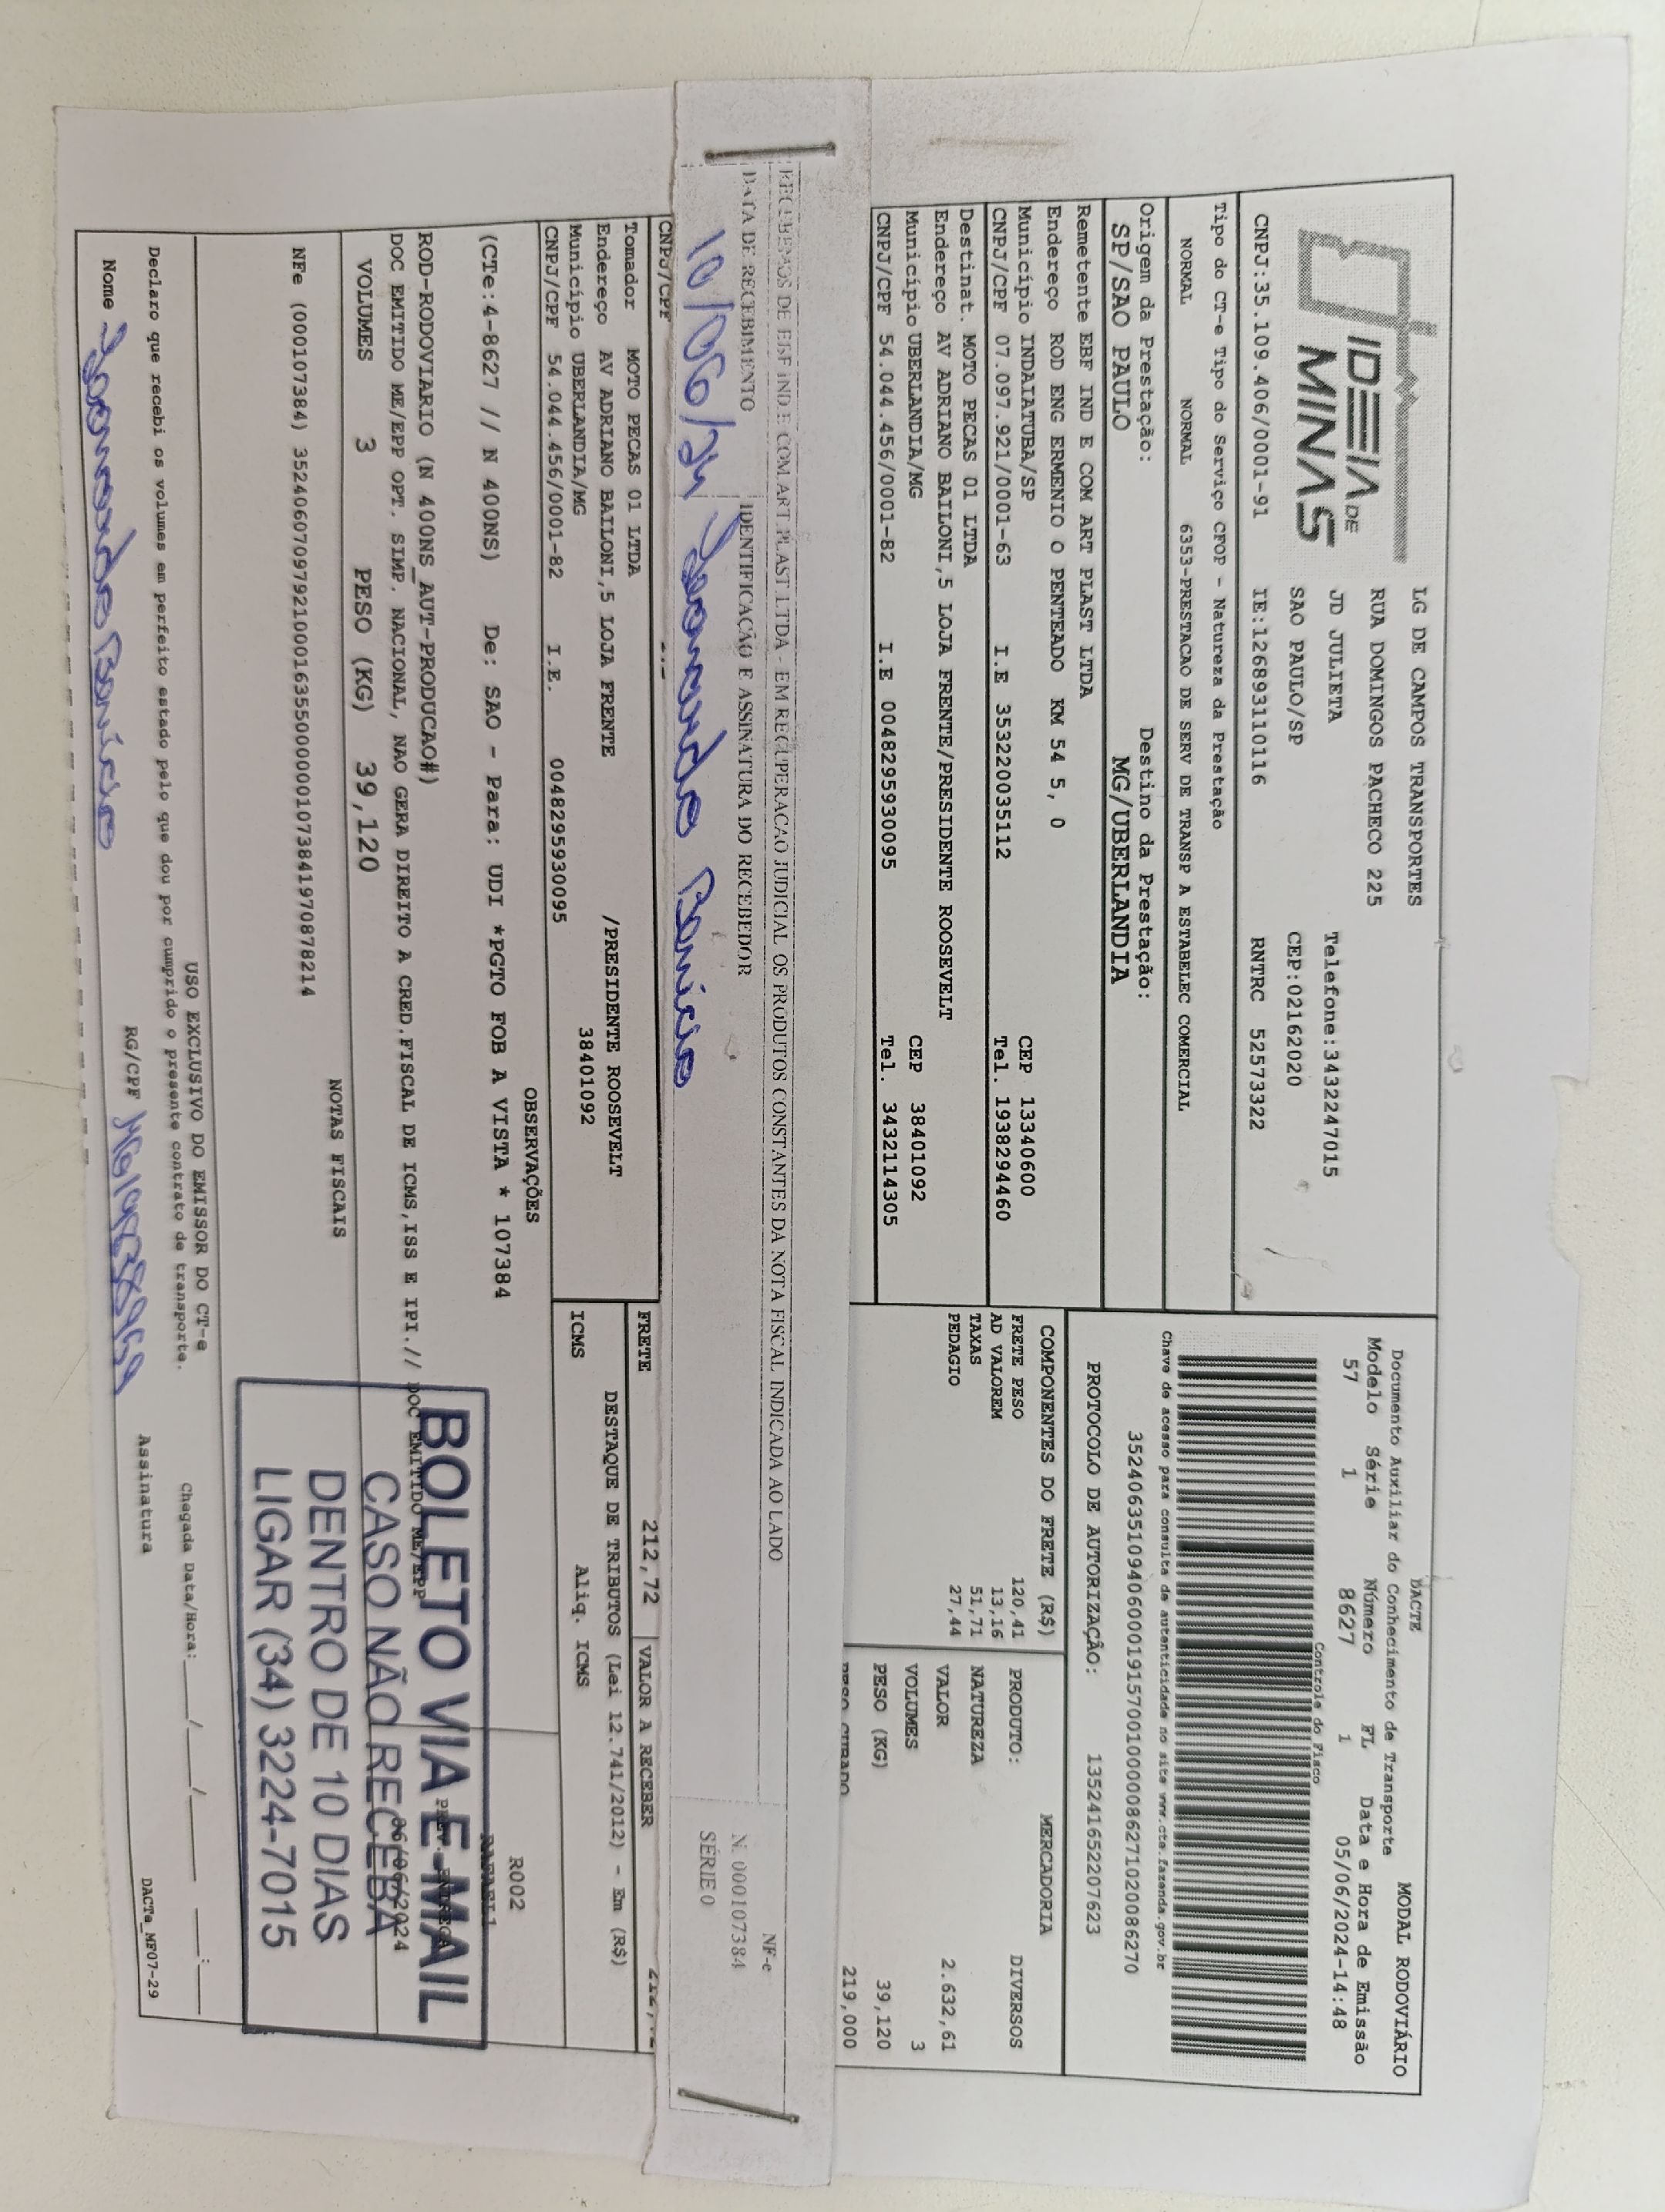 IDEIA DE
MINAS
LG DE CAMPOS TRANSPORTES
RUA DOMINGOS PACHECO 225
JD JULIETA Telefone:3432247015
SAO PAULO/SP CEP:02162020
CNPJ:35.109.406/0001-91 IE:126893110116 RNTRC 52573322
Tipo do CT-e Tipo do Serviço CFOP - Natureza da Prestação
NORMAL NORMAL 6353-PRESTACAO DE SERV DE TRANSP A ESTABELEC COMERCIAL
Origem da Prestação: Destino da Prestação:
SP/SAO PAULO MG/UBERLANDIA
DACTE MODAL RODOVIÁRIO
Documento Auxiliar do Conhecimento de Transporte
Modelo Série Número FL Data e Hora de Emissão
57 1 8627 1 05/06/2024-14:48
Controle do Fisco
Chave de acesso para consulta de autenticidade no site www.cte.fazenda.gov.br
35240635109406000191570010000086271020086270
PROTOCOLO DE AUTORIZAÇÃO: 135241652207623
Remetente EBF IND E COM ART PLAST LTDA
Endereço ROD ENG ERMENIO O PENTEADO KM 54 5, 0
Município INDAIATUBA/SP CEP 13340600
CNPJ/CPF 07.097.921/0001-63 I.E 353220035112 Tel. 1938294460
Destinat. MOTO PECAS 01 LTDA
Endereço AV ADRIANO BAILONI,5 LOJA FRENTE/PRESIDENTE ROOSEVELT
Município UBERLANDIA/MG CEP 38401092
CNPJ/CPF 54.044.456/0001-82 I.E 0048295930095 Tel. 3432114305
COMPONENTES DO FRETE (R$)
FRETE PESO 120,41
AD VALOREM 13,16
TAXAS 51,71
PEDAGIO 27,44
MERCADORIA
PRODUTO: DIVERSOS
NATUREZA
VALOR 2.632,61
VOLUMES 3
PESO (KG) 39,120
PESO CUBADO 219,000
RECEBEMOS DE EBF IND E COM.ART.PLAST LTDA - EM RECUPERACAO JUDICIAL OS PRODUTOS CONSTANTES DA NOTA FISCAL INDICADA AO LADO
DATA DE RECEBIMENTO IDENTIFICAÇÃO E ASSINATURA DO RECEBEDOR
10/06/24
NF-e
N. 000107384
SÉRIE 0
CNPJ/CPF
Tomador MOTO PECAS 01 LTDA
Endereço AV ADRIANO BAILONI,5 LOJA FRENTE /PRESIDENTE ROOSEVELT
Município UBERLANDIA/MG 38401092
CNPJ/CPF 54.044.456/0001-82 I.E. 0048295930095
FRETE 212,72 VALOR A RECEBER 212,72
DESTAQUE DE TRIBUTOS (Lei 12.741/2012) - Em (R$)
ICMS Aliq. ICMS
OBSERVAÇÕES
(CTe:4-8627 // N 400NS) De: SAO - Para: UDI *PGTO FOB A VISTA * 107384
R002
ROD-RODOVIARIO (N 400NS_AUT-PRODUCAO#)
DOC EMITIDO ME/EPP OPT. SIMP. NACIONAL, NAO GERA DIREITO A CRED.FISCAL DE ICMS,ISS E IPI.// DOC EMITIDO ME/EPP
PREV. ENTREGA
06/06/2024
VOLUMES 3 PESO (KG) 39,120
NOTAS FISCAIS
NFe (000107384) 35240607097921000163550000001073841970878214
BOLETO VIA E-MAIL
CASO NÃO RECEBA
DENTRO DE 10 DIAS
LIGAR (34) 3224-7015
USO EXCLUSIVO DO EMISSOR DO CT-e
Declaro que recebi os volumes em perfeito estado pelo que dou por cumprido o presente contrato de transporte. Chegada Data/Hora:___/___/_____ ___:___
Nome RG/CPF Assinatura
DACTe_MF07-29